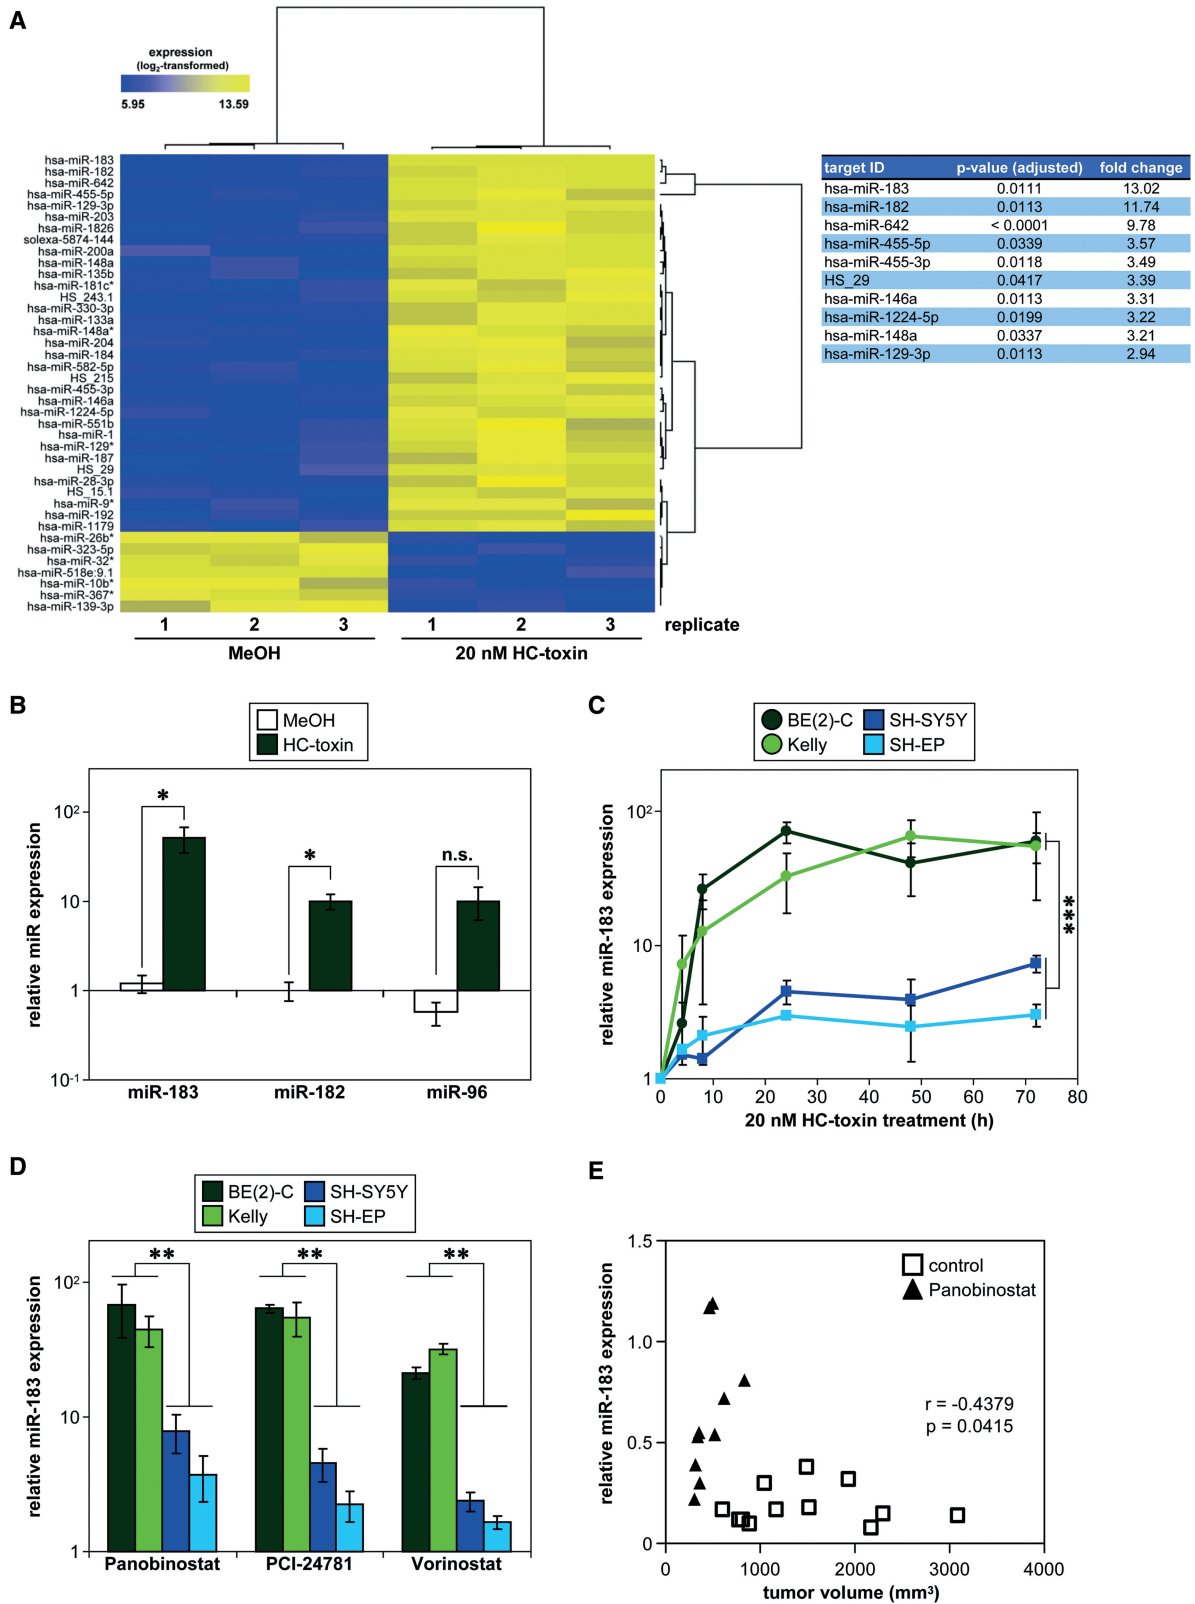 A
expression
(log2-transformed)
5.95 13.59
hsa-miR-183
hsa-miR-182
hsa-miR-642
hsa-miR-455-5p
hsa-miR-129-3p
hsa-miR-203
hsa-miR-1826
solexa-5874-144
hsa-miR-200a
hsa-miR-148a
hsa-miR-135b
hsa-miR-181c*
HS_243.1
hsa-miR-330-3p
hsa-miR-133a
hsa-miR-148a*
hsa-miR-204
hsa-miR-184
hsa-miR-582-5p
HS_215
hsa-miR-455-3p
hsa-miR-146a
hsa-miR-1224-5p
hsa-miR-551b
hsa-miR-1
hsa-miR-129*
hsa-miR-187
HS_29
hsa-miR-28-3p
HS_15.1
hsa-miR-9*
hsa-miR-192
hsa-miR-1179
hsa-miR-26b*
hsa-miR-323-5p
hsa-miR-32*
hsa-miR-518e:9.1
hsa-miR-10b*
hsa-miR-367*
hsa-miR-139-3p
1 2 3 1 2 3 replicate
MeOH 20 nM HC-toxin
target ID p-value (adjusted) fold change
hsa-miR-183 0.0111 13.02
hsa-miR-182 0.0113 11.74
hsa-miR-642 < 0.0001 9.78
hsa-miR-455-5p 0.0339 3.57
hsa-miR-455-3p 0.0118 3.49
HS_29 0.0417 3.39
hsa-miR-146a 0.0113 3.31
hsa-miR-1224-5p 0.0199 3.22
hsa-miR-148a 0.0337 3.21
hsa-miR-129-3p 0.0113 2.94
B
MeOH
HC-toxin
relative miR expression
10²
10
1
10⁻¹
* * n.s.
miR-183 miR-182 miR-96
C
BE(2)-C SH-SY5Y
Kelly SH-EP
relative miR-183 expression
10²
10
1
***
0 10 20 30 40 50 60 70 80
20 nM HC-toxin treatment (h)
D
BE(2)-C SH-SY5Y
Kelly SH-EP
relative miR-183 expression
10²
10
1
** ** **
Panobinostat PCI-24781 Vorinostat
E
relative miR-183 expression
1.5
1.0
0.5
0
control
Panobinostat
r = -0.4379
p = 0.0415
0 1000 2000 3000 4000
tumor volume (mm³)